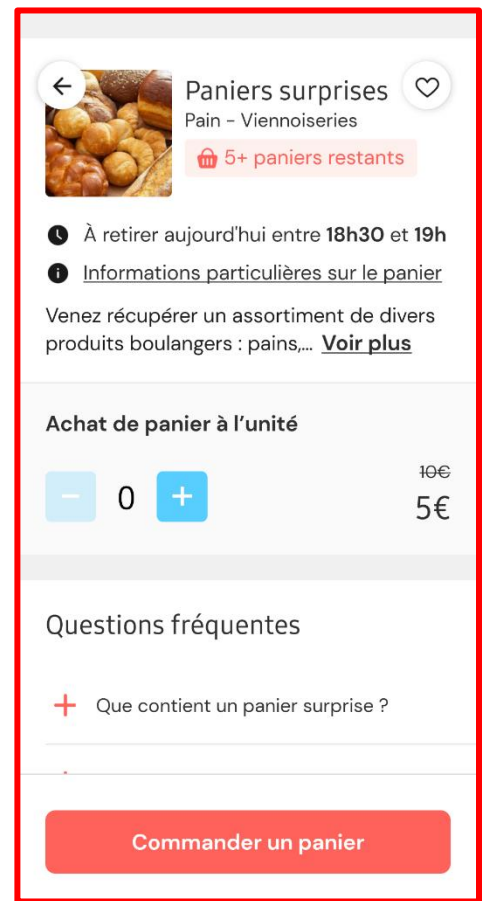 Paniers surprises
Pain – Viennoiseries
5+ paniers restants
À retirer aujourd'hui entre 18h30 et 19h
Informations particulières sur le panier
Venez récupérer un assortiment de divers
produits boulangers : pains,... Voir plus
Achat de panier à l’unité
10€
- 0 +
5€
Questions fréquentes
+ Que contient un panier surprise ?
Commander un panier